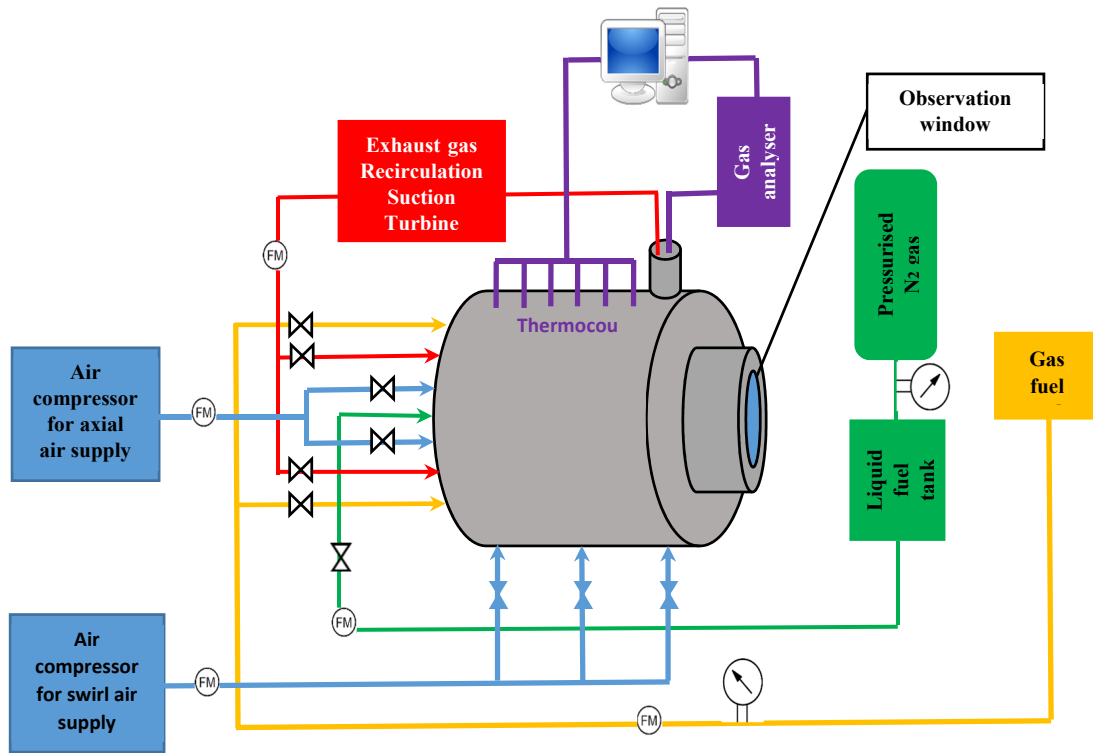 Exhaust gas
Recirculation
Suction
Turbine
Gas
analyser
Observation
window
Pressurised
N2 gas
FM
Thermocou
Air
compressor
for axial
air supply
FM
Gas
fuel
Liquid
fuel
tank
FM
Air
compressor
for swirl air
supply
FM
FM